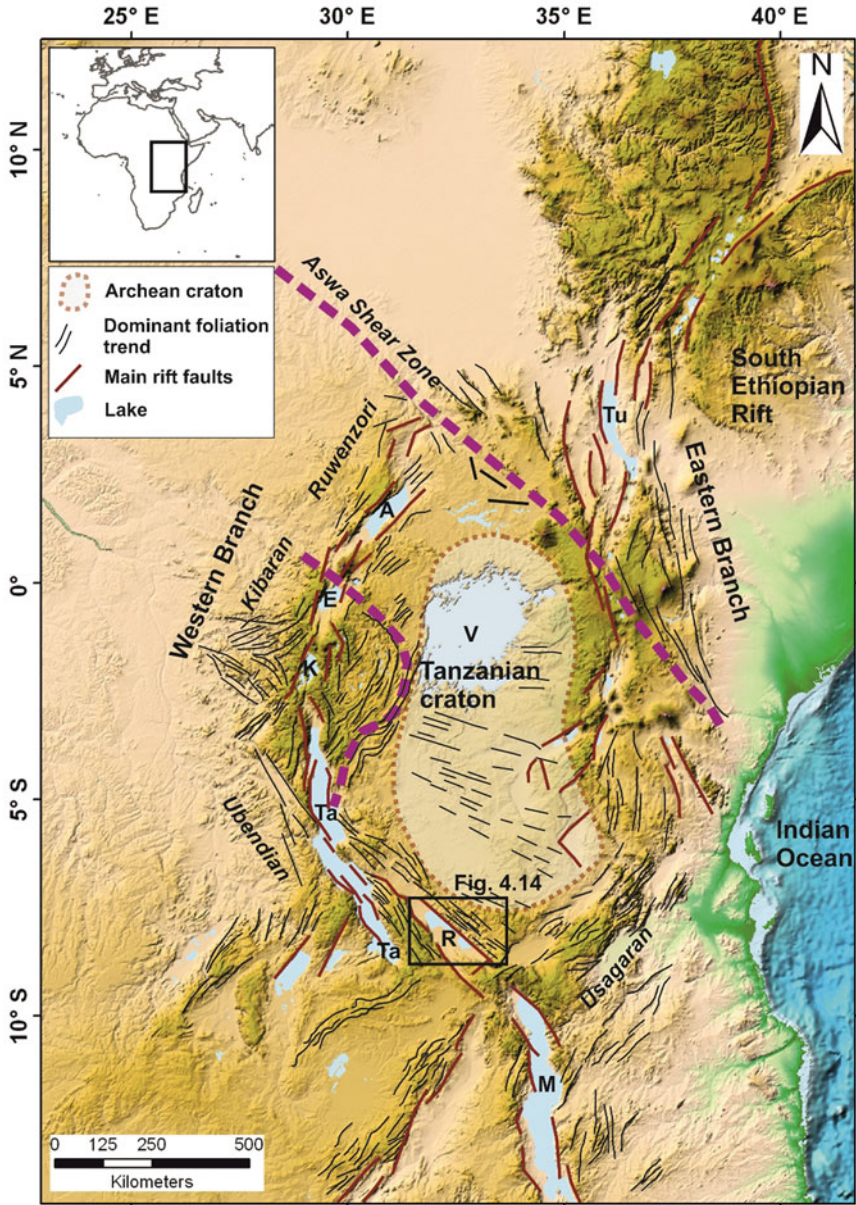 25° E
30° E
35° E
40° E
N
10° N
5° N
0°
5° S
10° S
Archean craton
Dominant foliation
trend
Main rift faults
Lake
Aswa Shear Zone
South
Ethiopian
Rift
Tu
Eastern Branch
Ruwenzori
A
Western Branch
Kibaran
E
V
K
Tanzanian
craton
Ta
Ubendian
Indian
Ocean
Fig. 4.14
R
Ta
Usagaran
M
0 125 250 500
Kilometers